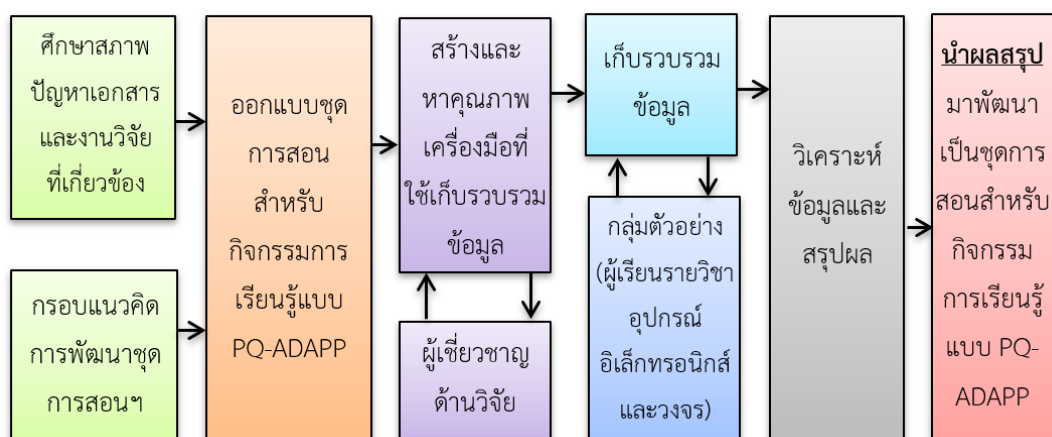 ศึกษาสภาพ
ปัญหาเอกสาร
และงานวิจัย
ที่เกี่ยวข้อง
กรอบแนวคิด
การพัฒนาชุด
การสอนฯ
ออกแบบชุด
การสอน
สำหรับ
กิจกรรมการ
เรียนรู้แบบ
PQ-ADAPP
สร้างและ
หาคุณภาพ
เครื่องมือที่
ใช้เก็บรวบรวม
ข้อมูล
ผู้เชี่ยวชาญ
ด้านวิจัย
เก็บรวบรวม
ข้อมูล
กลุ่มตัวอย่าง
(ผู้เรียนรายวิชา
อุปกรณ์
อิเล็กทรอนิกส์
และวงจร)
วิเคราะห์
ข้อมูลและ
สรุปผล
นำผลสรุป
มาพัฒนา
เป็นชุดการ
สอนสำหรับ
กิจกรรม
การเรียนรู้
แบบ PQ-
ADAPP